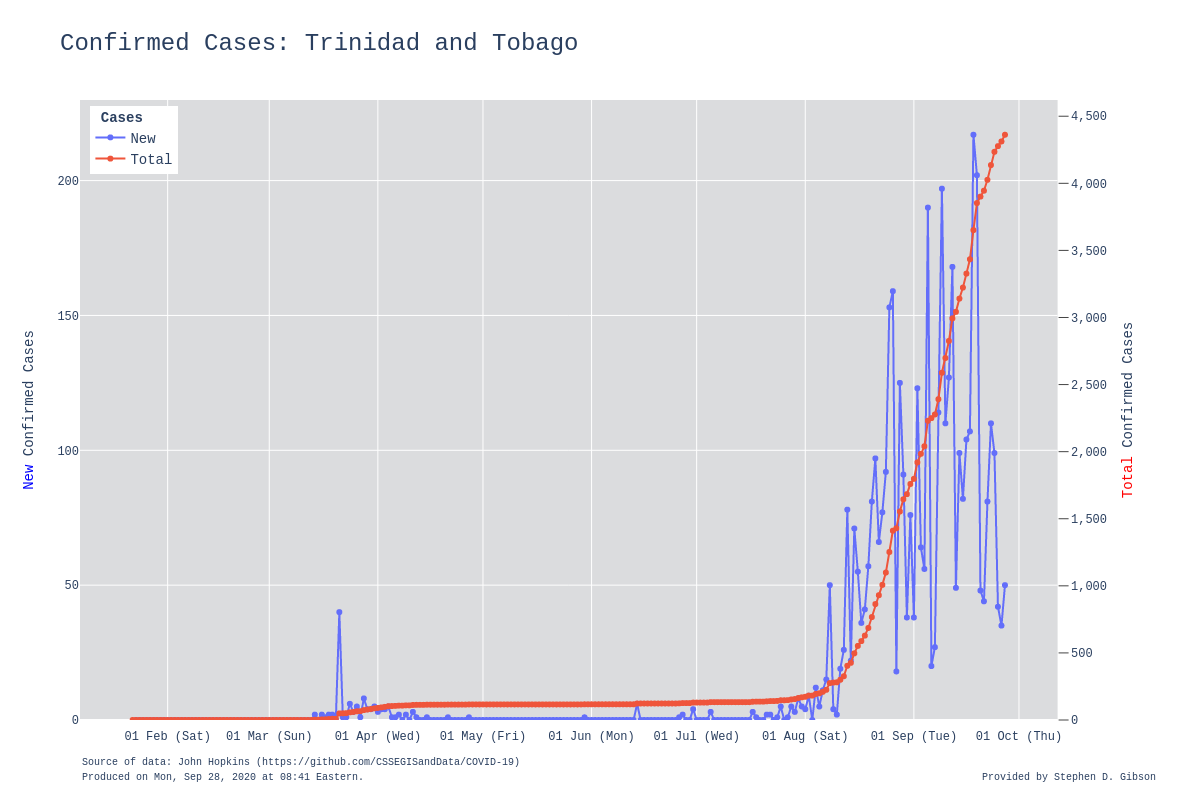 Confirmed Cases: Trinidad and Tobago
Cases
New
Total
200
150
100
50
0
New Confirmed Cases
4,500
4,000
3,500
3,000
2,500
2,000
1,500
1,000
500
0
Total Confirmed Cases
01 Feb (Sat) 01 Mar (Sun) 01 Apr (Wed) 01 May (Fri) 01 Jun (Mon) 01 Jul (Wed) 01 Aug (Sat) 01 Sep (Tue) 01 Oct (Thu)
Source of data: John Hopkins (https://github.com/CSSEGISandData/COVID-19)
Produced on Mon, Sep 28, 2020 at 08:41 Eastern.
Provided by Stephen D. Gibson